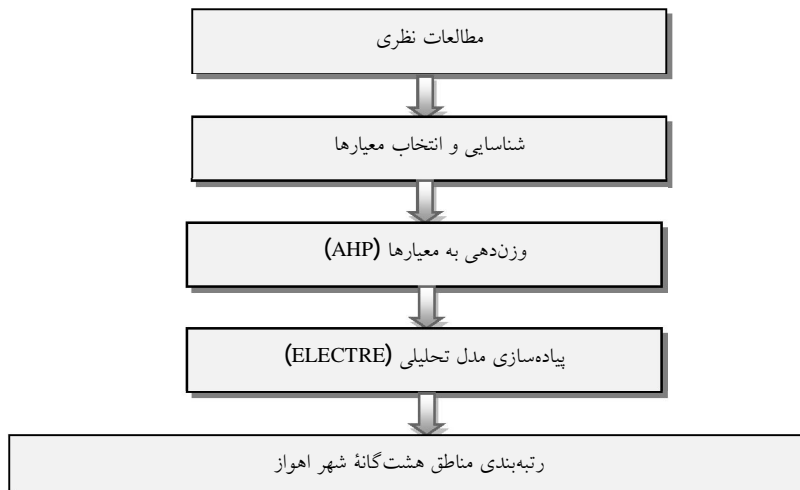 مطالعات نظری
شناسایی و انتخاب معیارها
وزن‌دهی به معیارها (AHP)
پیاده‌سازی مدل تحلیلی (ELECTRE)
رتبه‌بندی مناطق هشت‌گانۀ شهر اهواز